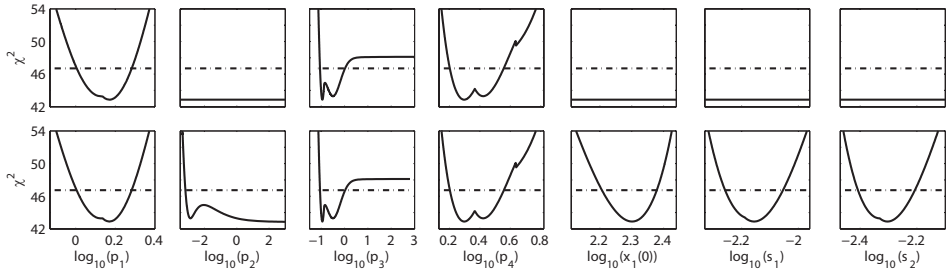 54
50
46
42
χ²
54
50
46
42
χ²
0 0.2 0.4
−2 0 2
−1 0 1 2 3
0.2 0.4 0.6 0.8
2.2 2.3 2.4
−2.2 −2
−2.4 −2.2
log₁₀(p₁)
log₁₀(p₂)
log₁₀(p₃)
log₁₀(p₄)
log₁₀(x₁(0))
log₁₀(s₁)
log₁₀(s₂)